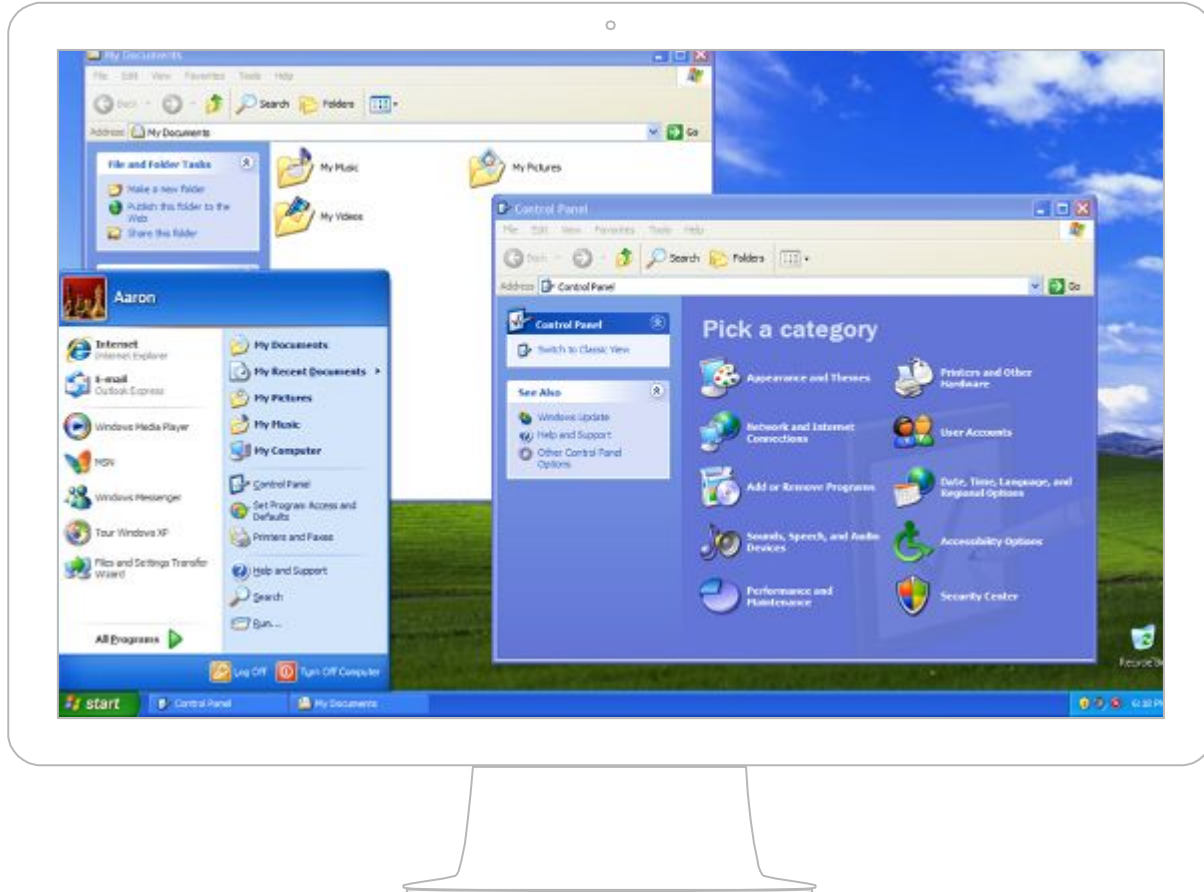 My Documents
File Edit View Favorites Tools Help
Back Search Folders
Address My Documents Go
File and Folder Tasks
Make a new folder
Publish this folder to the
Web
Share this folder
My Music
My Pictures
My Videos
Control Panel
File Edit View Favorites Tools Help
Back Search Folders
Address Control Panel Go
Control Panel
Switch to Classic View
See Also
Windows Update
Help and Support
Other Control Panel
Options
Pick a category
Appearance and Themes
Printers and Other
Hardware
Network and Internet
Connections
User Accounts
Add or Remove Programs
Date, Time, Language, and
Regional Options
Sounds, Speech, and Audio
Devices
Accessibility Options
Performance and
Maintenance
Security Center
Aaron
Internet
Internet Explorer
E-mail
Outlook Express
Windows Media Player
MSN
Windows Messenger
Tour Windows XP
Files and Settings Transfer
Wizard
All Programs
My Documents
My Recent Documents
My Pictures
My Music
My Computer
Control Panel
Set Program Access and
Defaults
Printers and Faxes
Help and Support
Search
Run...
Log Off Turn Off Computer
Recycle Bin
start Control Panel My Documents 6:18 PM